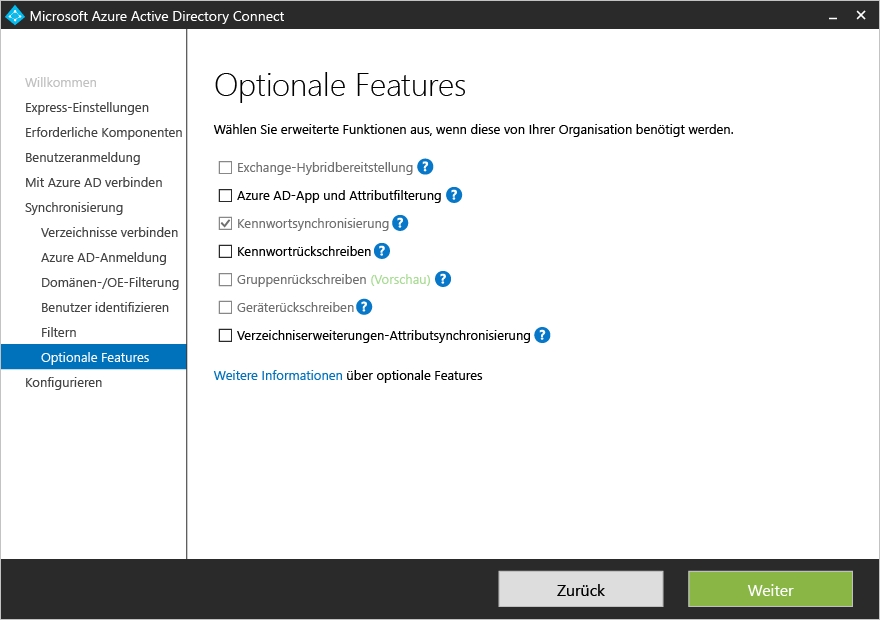 Microsoft Azure Active Directory Connect
Willkommen
Express-Einstellungen
Erforderliche Komponenten
Benutzeranmeldung
Mit Azure AD verbinden
Synchronisierung
Verzeichnisse verbinden
Azure AD-Anmeldung
Domänen-/OE-Filterung
Benutzer identifizieren
Filtern
Optionale Features
Konfigurieren
Optionale Features
Wählen Sie erweiterte Funktionen aus, wenn diese von Ihrer Organisation benötigt werden.
Exchange-Hybridbereitstellung ?
Azure AD-App und Attributfilterung ?
Kennwortsynchronisierung ?
Kennwortrückschreiben ?
Gruppenrückschreiben (Vorschau) ?
Geräterückschreiben ?
Verzeichniserweiterungen-Attributsynchronisierung ?
Weitere Informationen über optionale Features
Zurück
Weiter